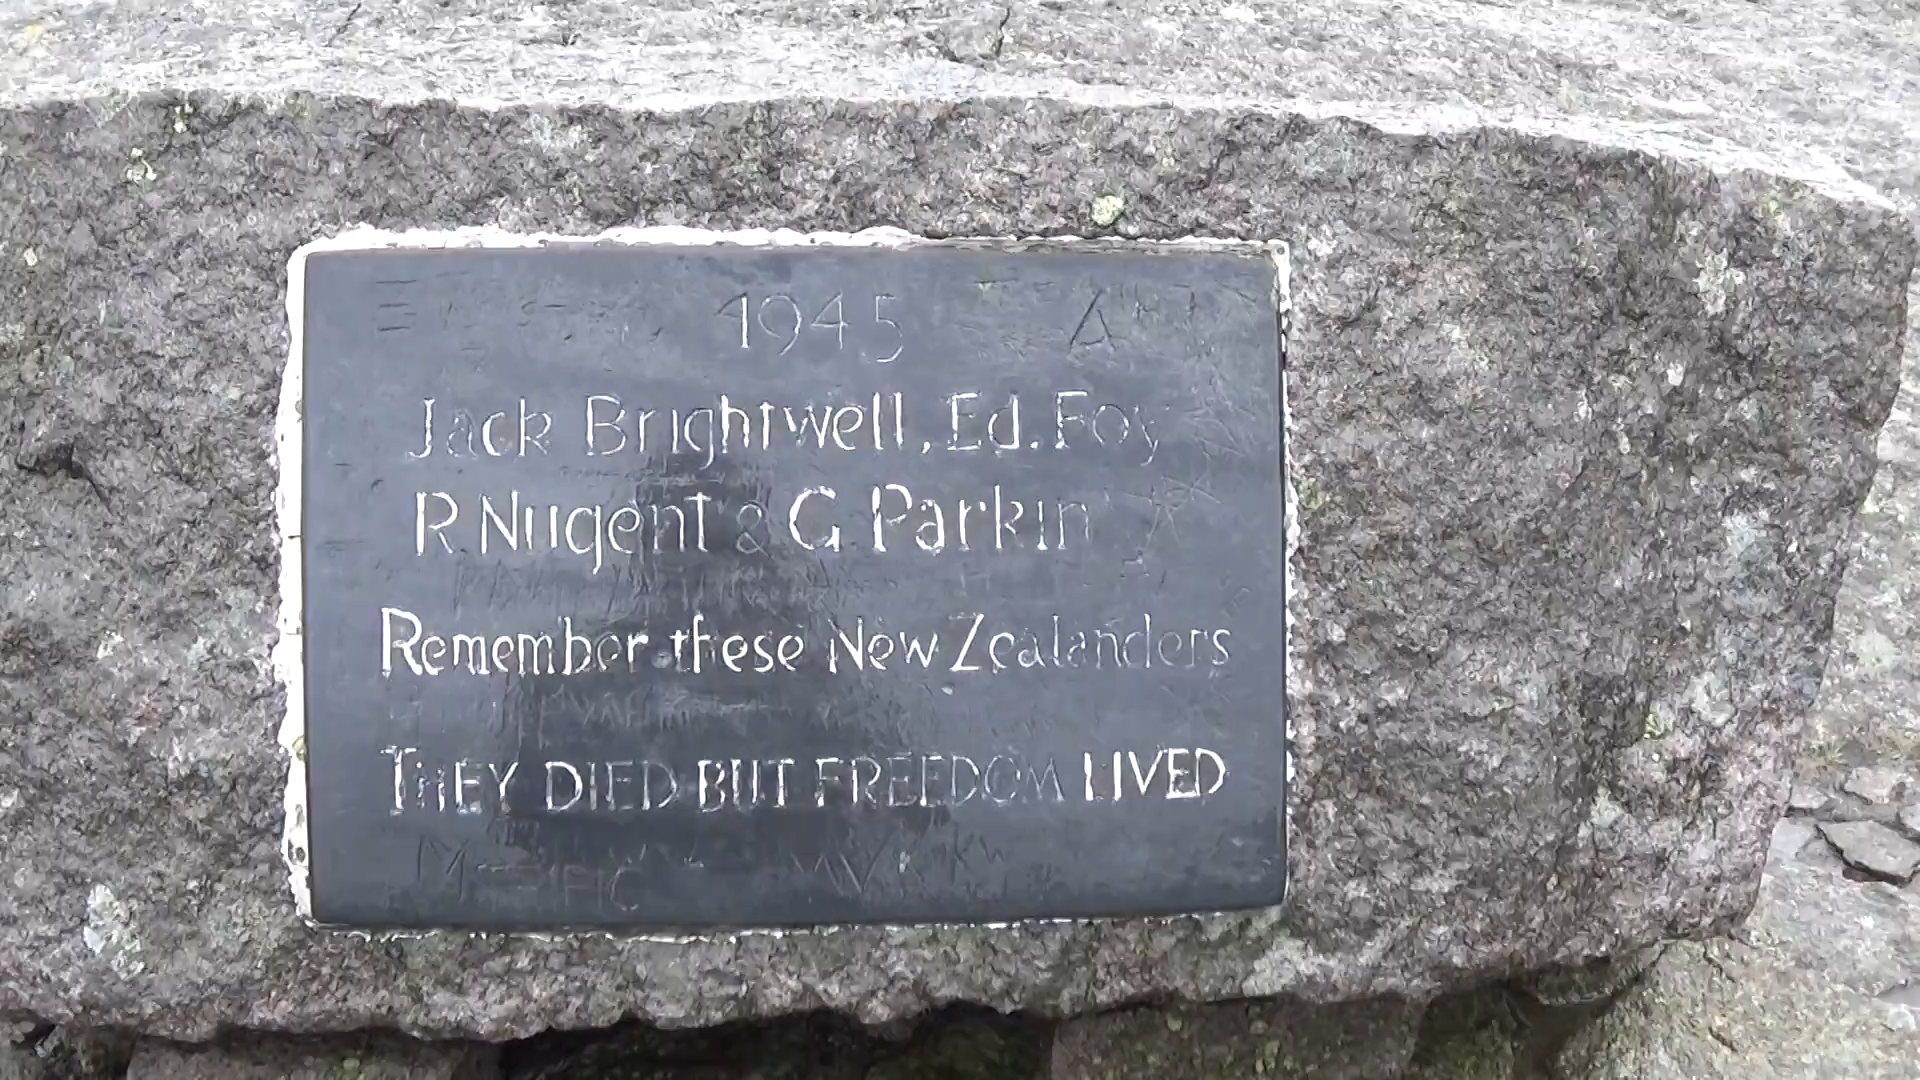 1945
Jack Brightwell, Ed. Foy
R Nugent & G Parkin
Remember these New Zealanders
THEY DIED BUT FREEDOM LIVED